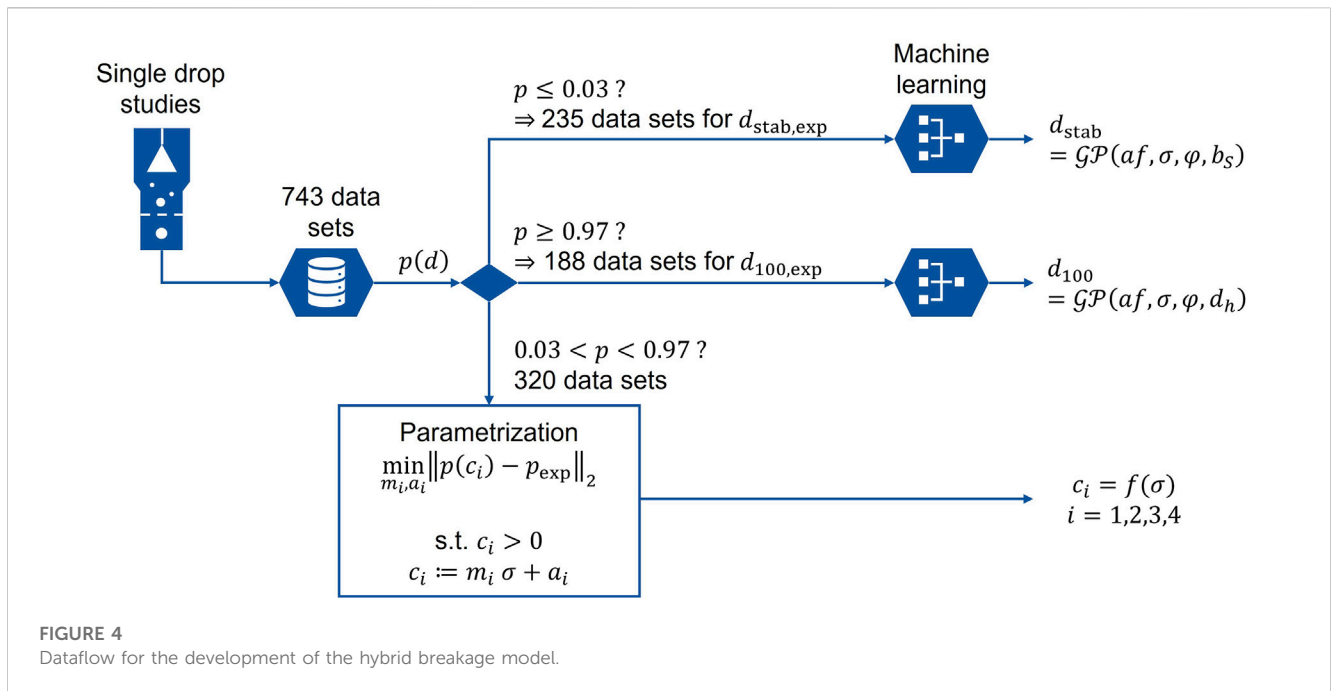 Single drop
studies
743 data
sets
p(d)
p ≤ 0.03 ?
⇒ 235 data sets for d_stab,exp
Machine
learning
d_stab
= 𝒢𝒫(af, σ, φ, b_S)
p ≥ 0.97 ?
⇒ 188 data sets for d_100,exp
d_100
= 𝒢𝒫(af, σ, φ, d_h)
0.03 < p < 0.97 ?
320 data sets
Parametrization
min ‖p(c_i) − p_exp‖_2
m_i,a_i
s.t. c_i > 0
c_i ≔ m_i σ + a_i
c_i = f(σ)
i = 1,2,3,4
FIGURE 4
Dataflow for the development of the hybrid breakage model.